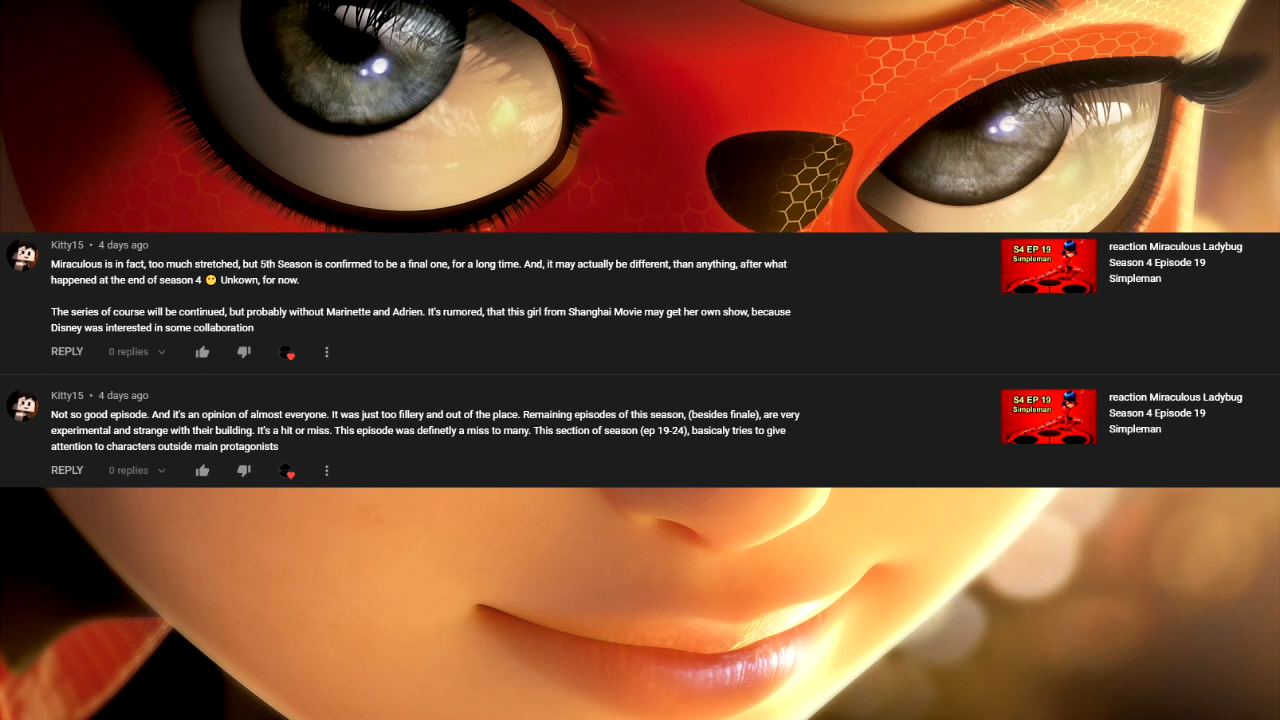 Kitty15 • 4 days ago
Miraculous is in fact, too much stretched, but 5th Season is confirmed to be a final one, for a long time. And, it may actually be different, than anything, after what
happened at the end of season 4 😶 Unkown, for now.
The series of course will be continued, but probably without Marinette and Adrien. It's rumored, that this girl from Shanghai Movie may get her own show, because
Disney was interested in some collaboration
REPLY 0 replies
S4 EP 19
Simpleman
reaction Miraculous Ladybug
Season 4 Episode 19
Simpleman
Kitty15 • 4 days ago
Not so good episode. And it's an opinion of almost everyone. It was just too fillery and out of the place. Remaining episodes of this season, (besides finale), are very
experimental and strange with their building. It's a hit or miss. This episode was definetly a miss to many. This section of season (ep 19-24), basicaly tries to give
attention to characters outside main protagonists
REPLY 0 replies
S4 EP 19
Simpleman
reaction Miraculous Ladybug
Season 4 Episode 19
Simpleman